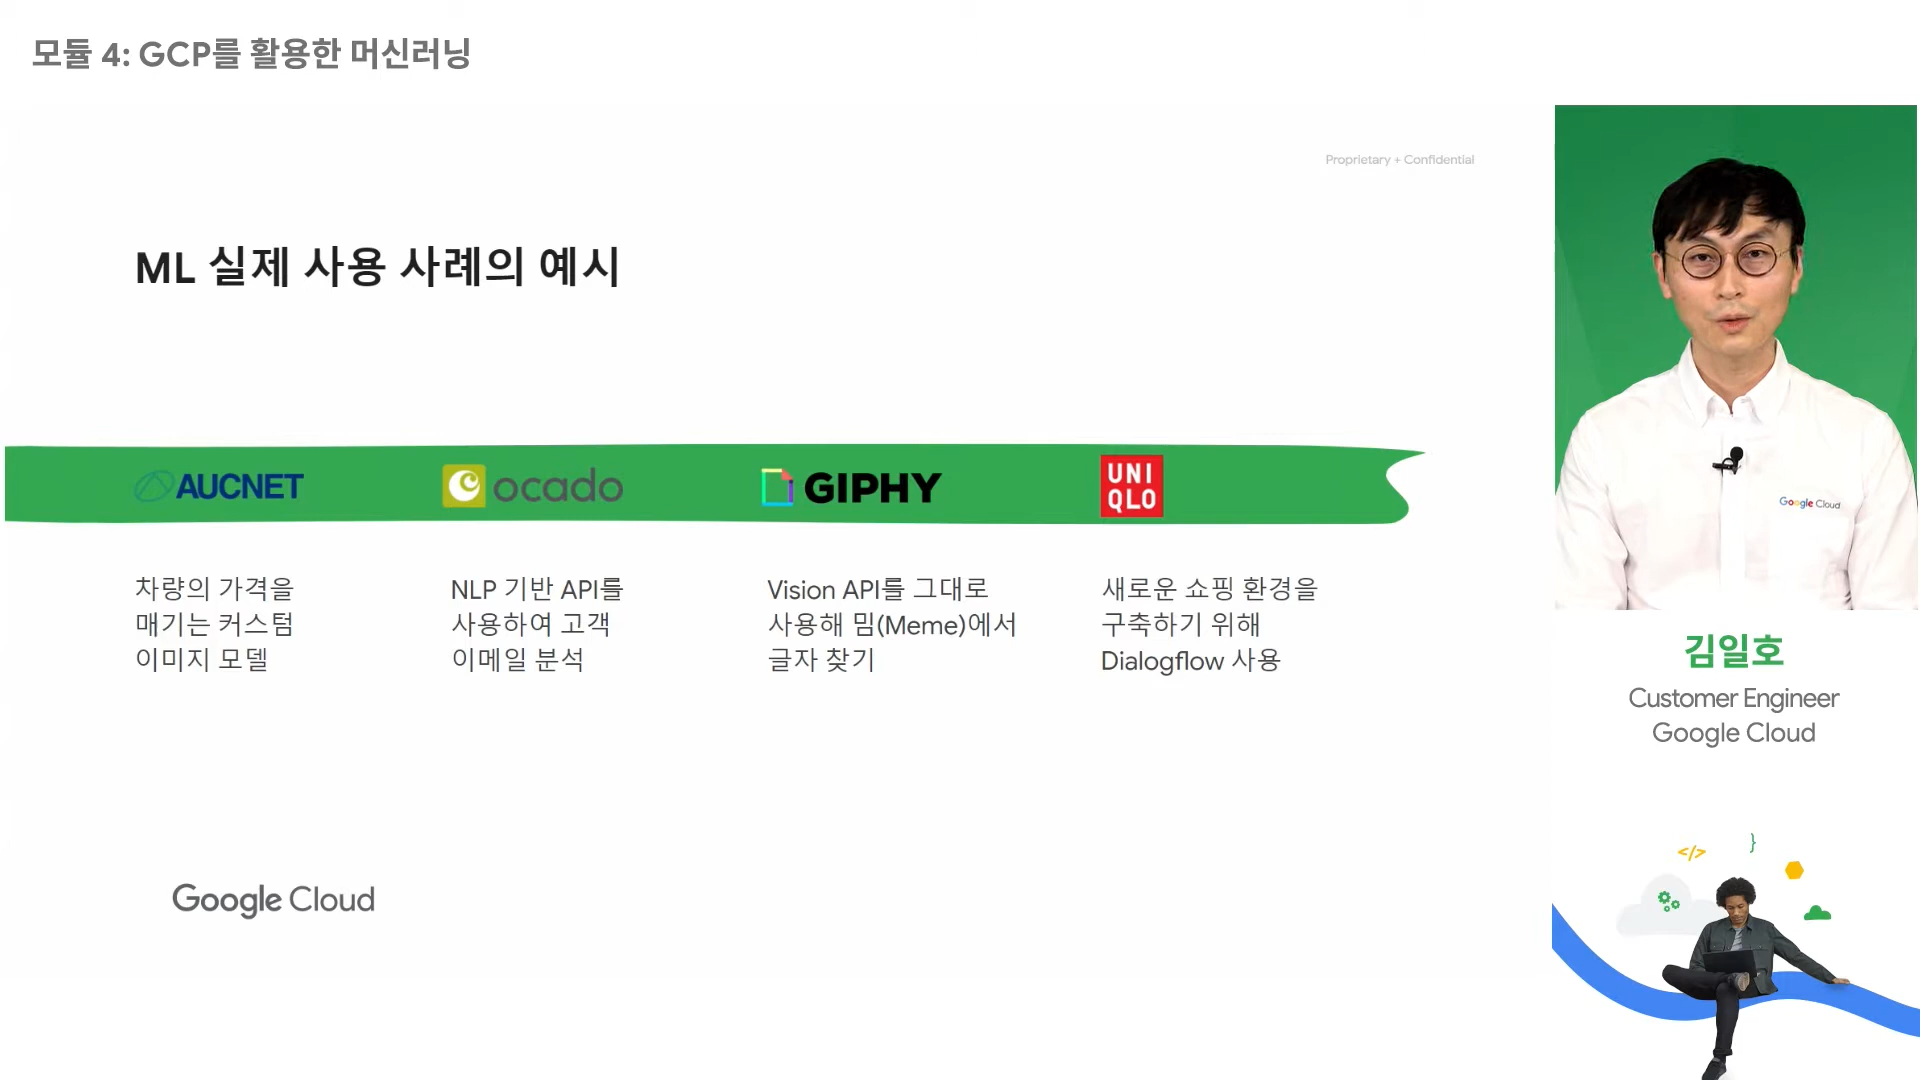 모듈 4: GCP를 활용한 머신러닝
Proprietary + Confidential
ML 실제 사용 사례의 예시
AUCNET
ocado
GIPHY
UNI
QLO
차량의 가격을
매기는 커스텀
이미지 모델
NLP 기반 API를
사용하여 고객
이메일 분석
Vision API를 그대로
사용해 밈(Meme)에서
글자 찾기
새로운 쇼핑 환경을
구축하기 위해
Dialogflow 사용
Google Cloud
Google Cloud
김일호
Customer Engineer
Google Cloud
</>
}